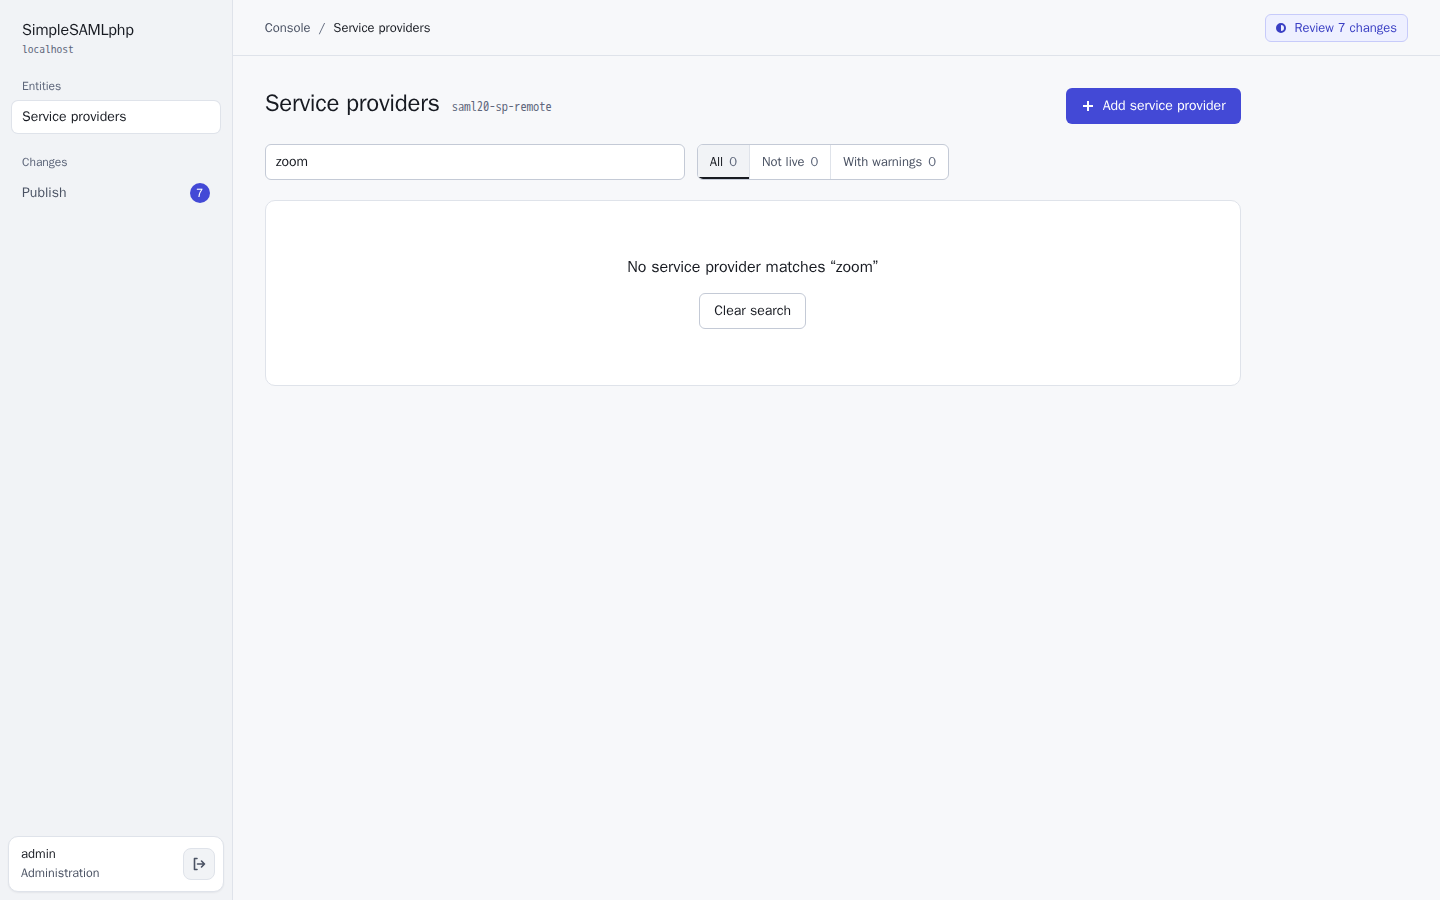 SimpleSAMLphp
localhost
Entities
Service providers
Changes
Publish 7
admin
Administration
Console / Service providers
Review 7 changes
Service providers saml20-sp-remote
Add service provider
zoom
All 0 Not live 0 With warnings 0
No service provider matches “zoom”
Clear search